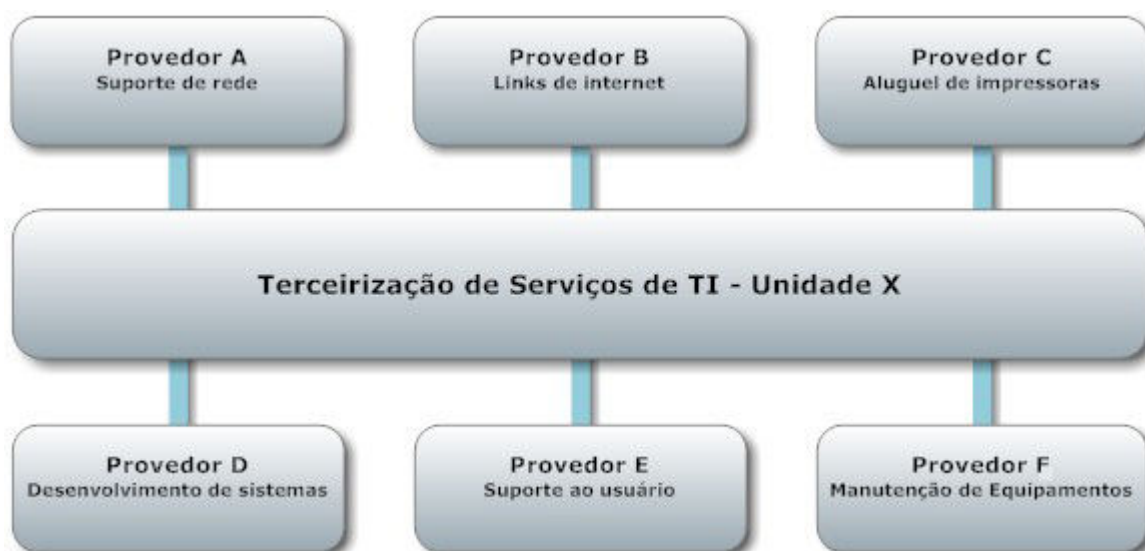 Provedor A
Suporte de rede
Provedor B
Links de internet
Provedor C
Aluguel de impressoras
Terceirização de Serviços de TI - Unidade X
Provedor D
Desenvolvimento de sistemas
Provedor E
Suporte ao usuário
Provedor F
Manutenção de Equipamentos